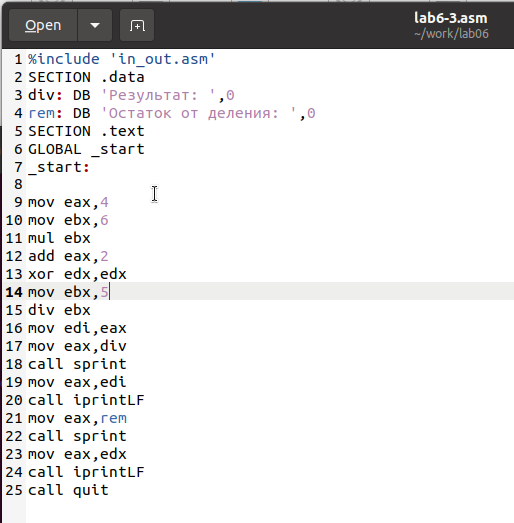 Open
lab6-3.asm
~/work/lab06
1 %include 'in_out.asm'
2 SECTION .data
3 div: DB 'Результат: ',0
4 rem: DB 'Остаток от деления: ',0
5 SECTION .text
6 GLOBAL _start
7 _start:
8
9 mov eax,4
10 mov ebx,6
11 mul ebx
12 add eax,2
13 xor edx,edx
14 mov ebx,5
15 div ebx
16 mov edi,eax
17 mov eax,div
18 call sprint
19 mov eax,edi
20 call iprintLF
21 mov eax,rem
22 call sprint
23 mov eax,edx
24 call iprintLF
25 call quit